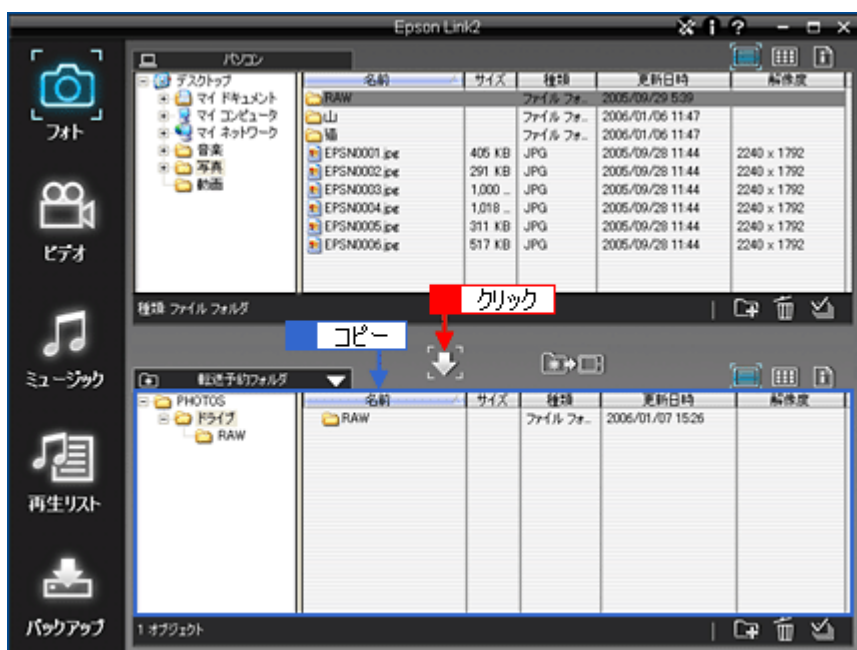 Epson Link2
?
フォト
ビデオ
ミュージック
再生リスト
バックアップ
パソコン
デスクトップ
マイ ドキュメント
マイ コンピュータ
マイ ネットワーク
音楽
写真
動画
名前 サイズ 種類 更新日時 解像度
RAW ファイル フォ... 2005/09/29 5:39
山 ファイル フォ... 2006/01/06 11:47
猫 ファイル フォ... 2006/01/06 11:47
EPSN0001.jpg 405 KB JPG 2005/09/28 11:44 2240 x 1792
EPSN0002.jpg 291 KB JPG 2005/09/28 11:44 2240 x 1792
EPSN0003.jpg 1,000 ... JPG 2005/09/28 11:44 2240 x 1792
EPSN0004.jpg 1,018 ... JPG 2005/09/28 11:44 2240 x 1792
EPSN0005.jpg 311 KB JPG 2005/09/28 11:44 2240 x 1792
EPSN0006.jpg 517 KB JPG 2005/09/28 11:44 2240 x 1792
種類: ファイル フォルダ
クリック
コピー
転送予約フォルダ
PHOTOS
ドライブ
RAW
名前 サイズ 種類 更新日時 解像度
RAW ファイル フォ... 2006/01/07 15:26
1 オブジェクト